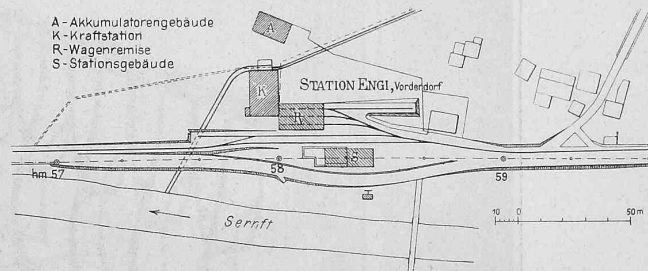 A - Akkumulatorengebäude
K - Kraftstation
R - Wagenremise
S - Stationsgebäude
A
K
STATION ENGI, Vorderdorf
R
S
hm 57
58
59
Sernft
10 0 50 m